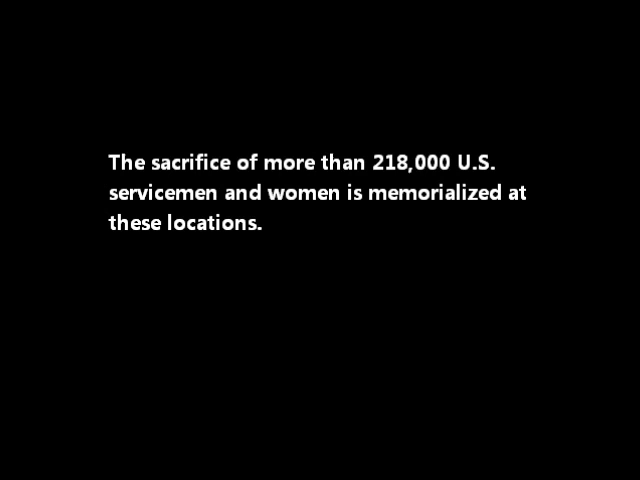 The sacrifice of more than 218,000 U.S.
servicemen and women is memorialized at
these locations.